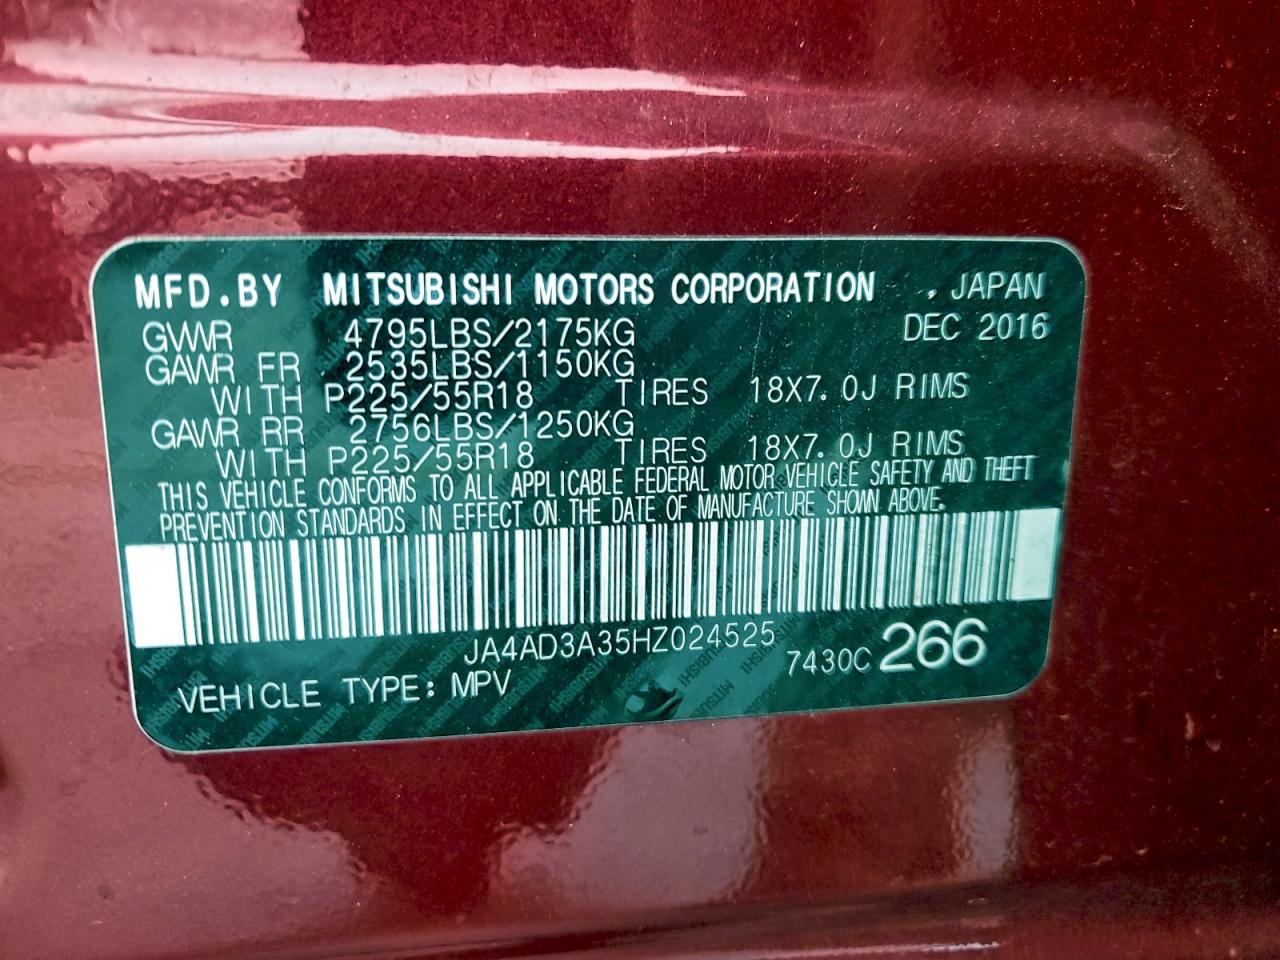 MFD.BY MITSUBISHI MOTORS CORPORATION , JAPAN
GVWR 4795LBS/2175KG DEC 2016
GAWR FR 2535LBS/1150KG
WITH P225/55R18 TIRES 18X7.0J RIMS
GAWR RR 2756LBS/1250KG
WITH P225/55R18 TIRES 18X7.0J RIMS
THIS VEHICLE CONFORMS TO ALL APPLICABLE FEDERAL MOTOR VEHICLE SAFETY AND THEFT
PREVENTION STANDARDS IN EFFECT ON THE DATE OF MANUFACTURE SHOWN ABOVE.
JA4AD3A35HZ024525
7430C 266
VEHICLE TYPE: MPV